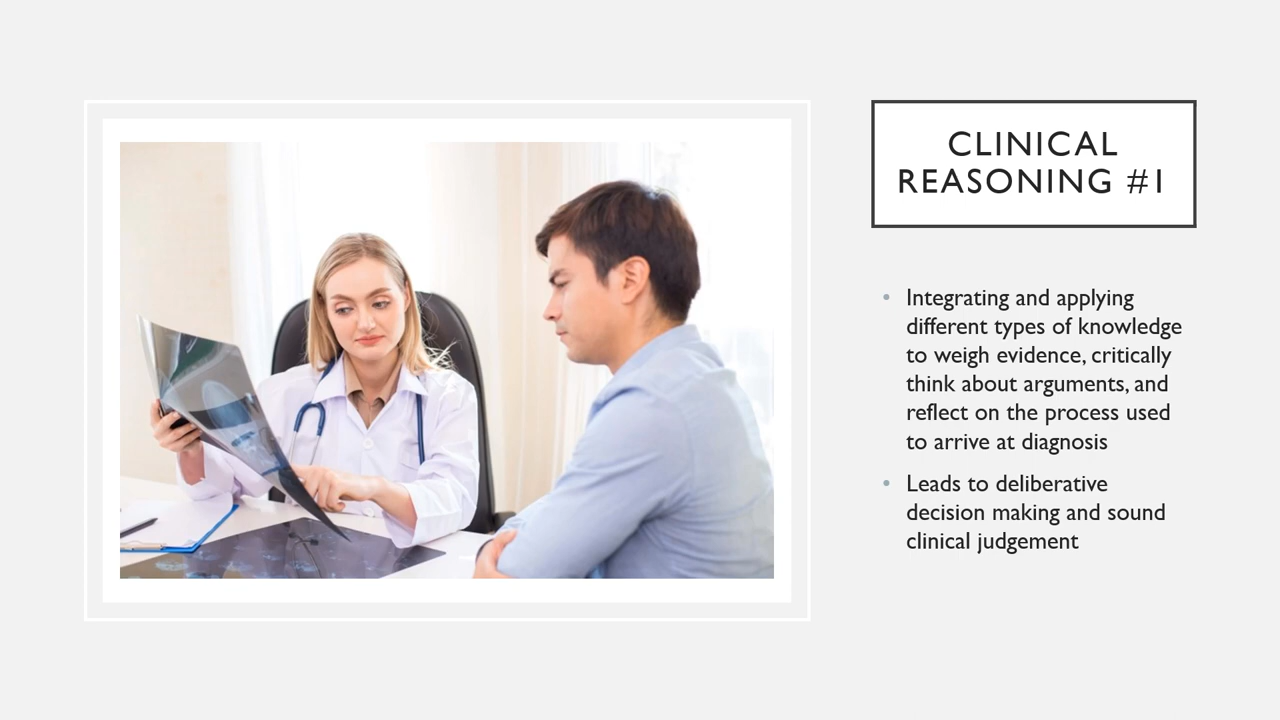 CLINICAL
REASONING #1
• Integrating and applying
different types of knowledge
to weigh evidence, critically
think about arguments, and
reflect on the process used
to arrive at diagnosis
• Leads to deliberative
decision making and sound
clinical judgement